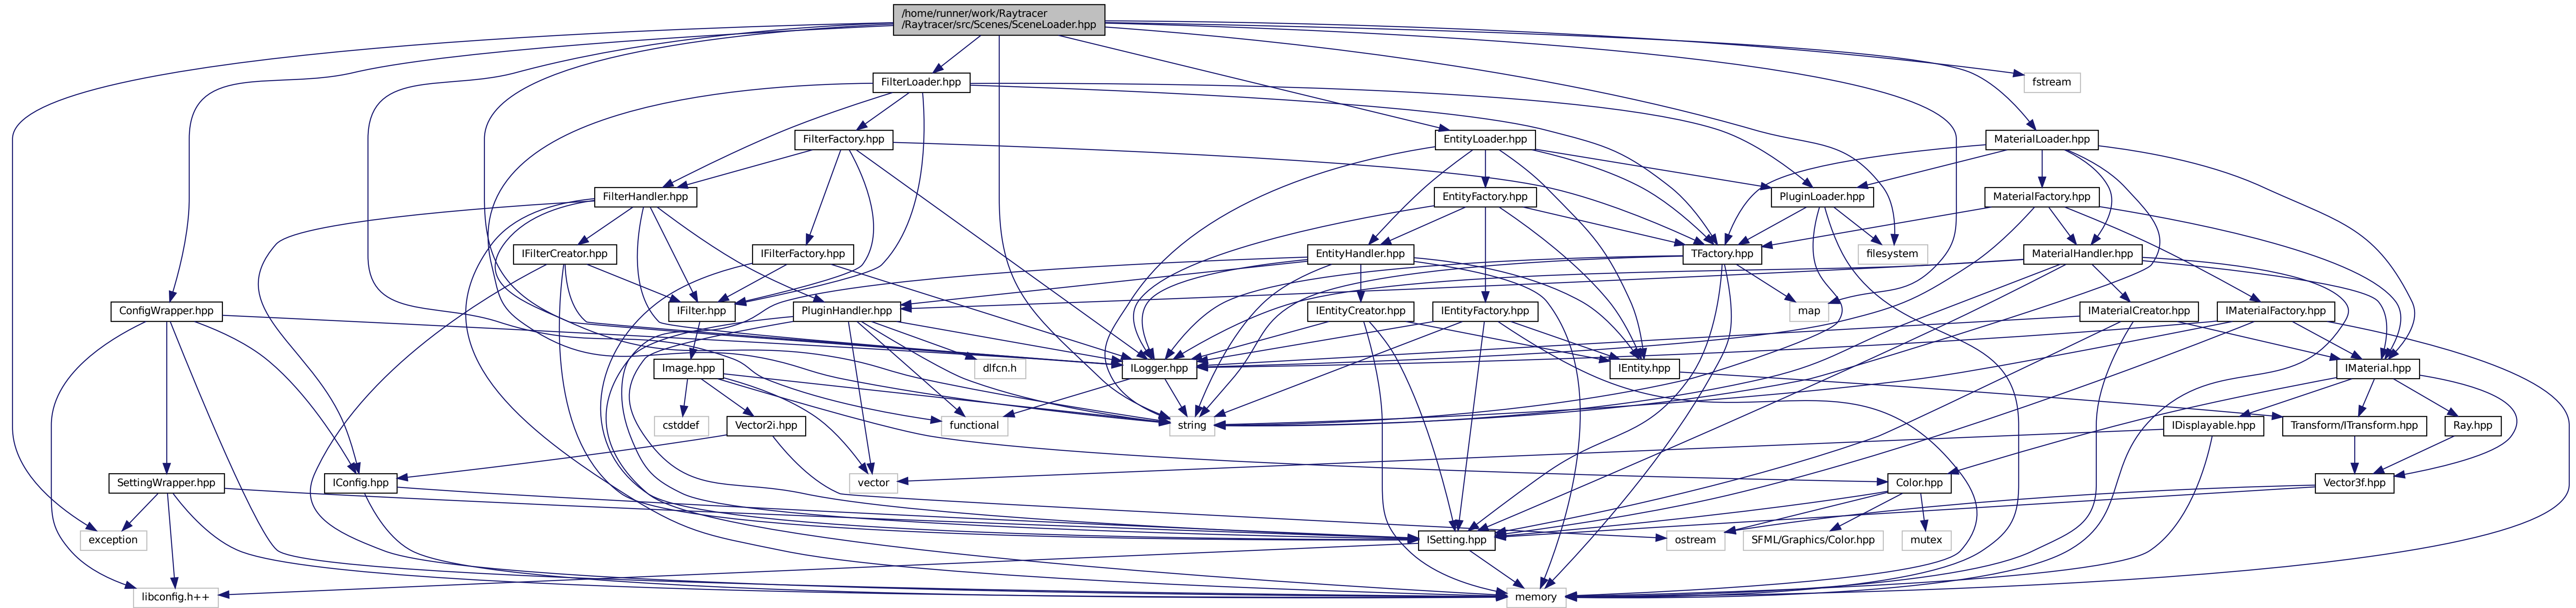 /home/runner/work/Raytracer
/Raytracer/src/Scenes/SceneLoader.hpp
FilterLoader.hpp
fstream
FilterFactory.hpp
EntityLoader.hpp
MaterialLoader.hpp
FilterHandler.hpp
EntityFactory.hpp
PluginLoader.hpp
MaterialFactory.hpp
IFilterCreator.hpp
IFilterFactory.hpp
EntityHandler.hpp
TFactory.hpp
filesystem
MaterialHandler.hpp
ConfigWrapper.hpp
IFilter.hpp
PluginHandler.hpp
IEntityCreator.hpp
IEntityFactory.hpp
map
IMaterialCreator.hpp
IMaterialFactory.hpp
Image.hpp
dlfcn.h
ILogger.hpp
IEntity.hpp
IMaterial.hpp
cstddef
Vector2i.hpp
functional
string
IDisplayable.hpp
Transform/ITransform.hpp
Ray.hpp
SettingWrapper.hpp
IConfig.hpp
vector
Color.hpp
Vector3f.hpp
exception
ISetting.hpp
ostream
SFML/Graphics/Color.hpp
mutex
libconfig.h++
memory